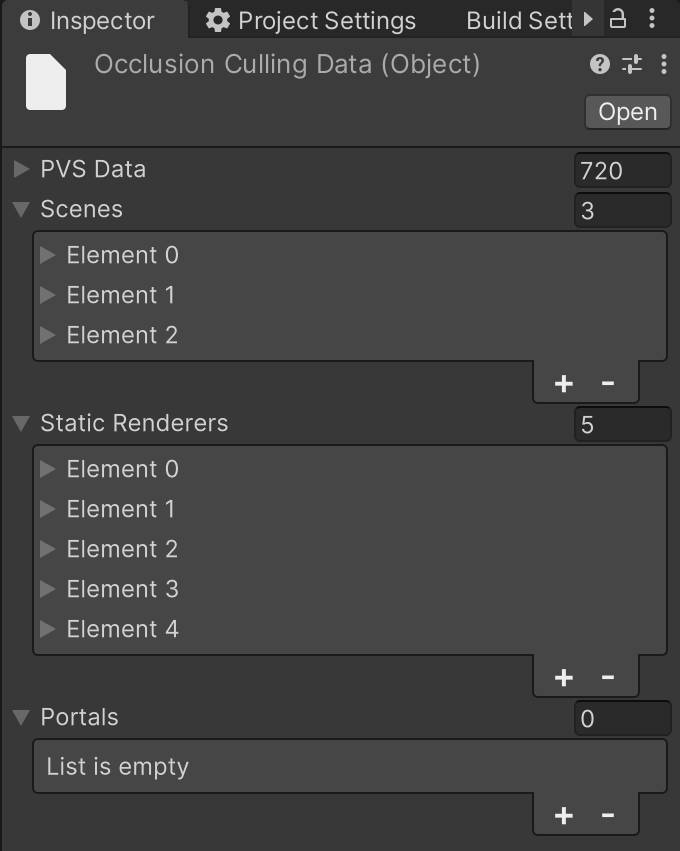 Inspector Project Settings Build Sett
Occlusion Culling Data (Object)
Open
PVS Data 720
Scenes 3
Element 0
Element 1
Element 2
+ -
Static Renderers 5
Element 0
Element 1
Element 2
Element 3
Element 4
+ -
Portals 0
List is empty
+ -